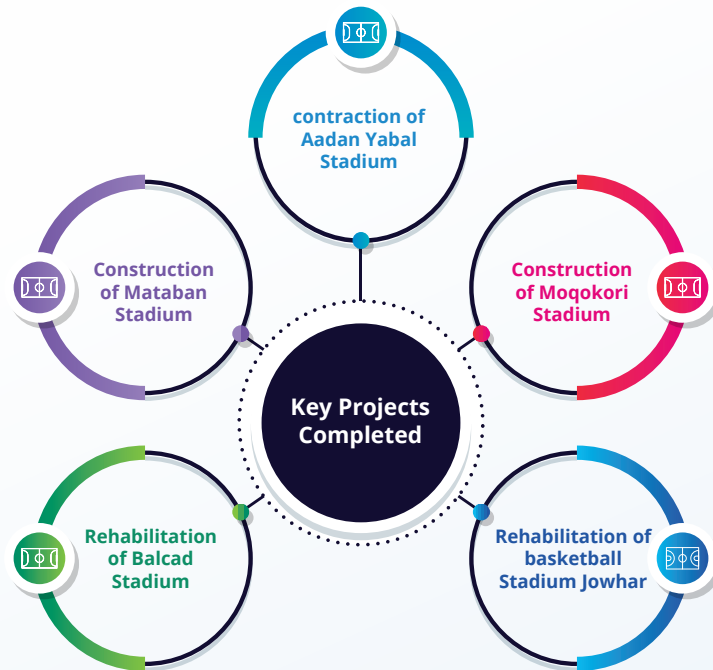 contraction of
Aadan Yabal
Stadium
Construction
of Mataban
Stadium
Construction
of Moqokori
Stadium
Key Projects
Completed
Rehabilitation
of Balcad
Stadium
Rehabilitation of
basketball
Stadium Jowhar